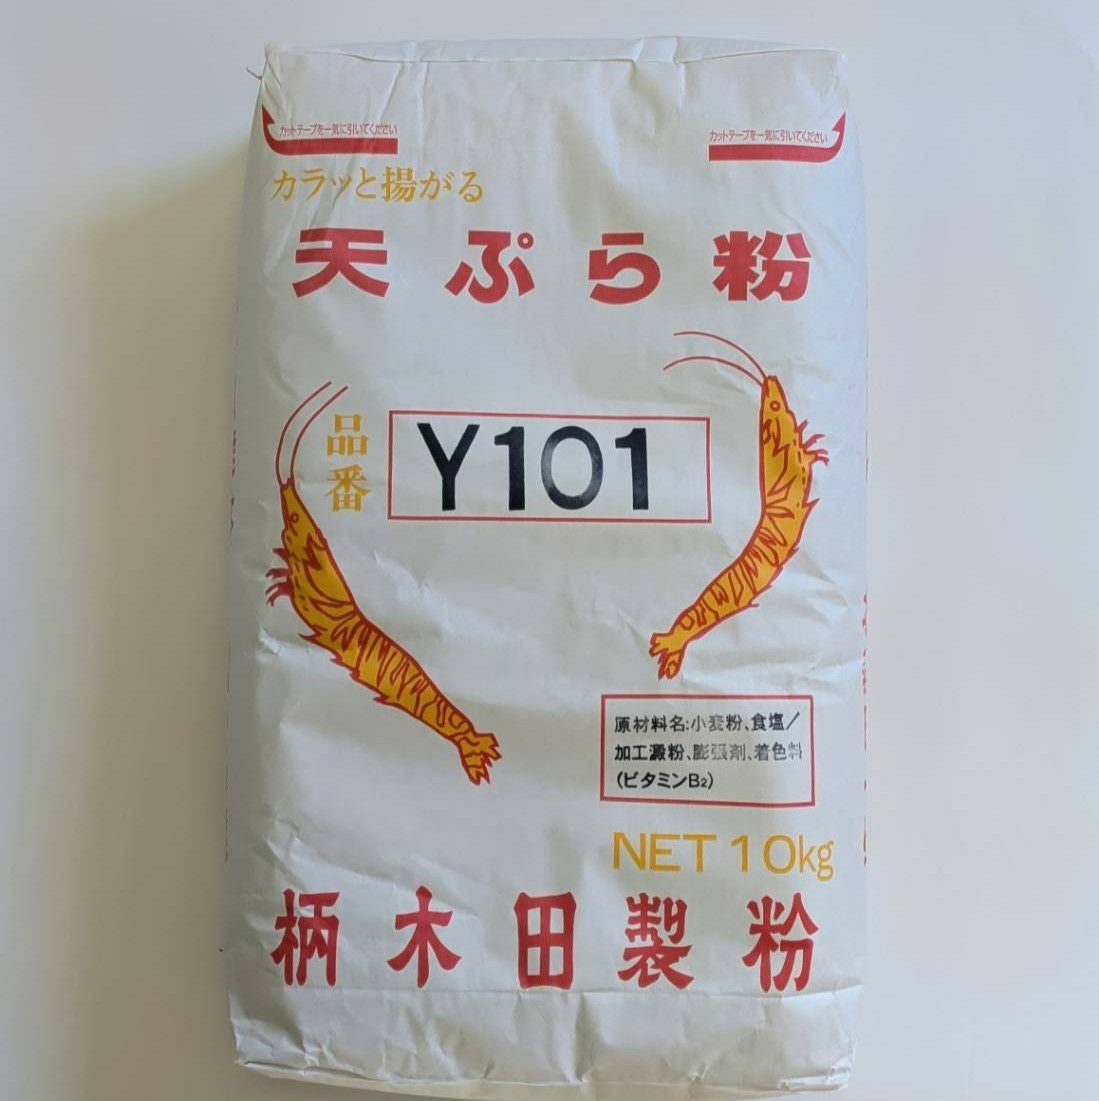 カットテープを一気に引いてください
カットテープを一気に引いてください
カラッと揚がる
天ぷら粉
品番
Y101
原材料名:小麦粉、食塩/
加工澱粉、膨張剤、着色料
(ビタミンB₂)
NET 10kg
柄木田製粉